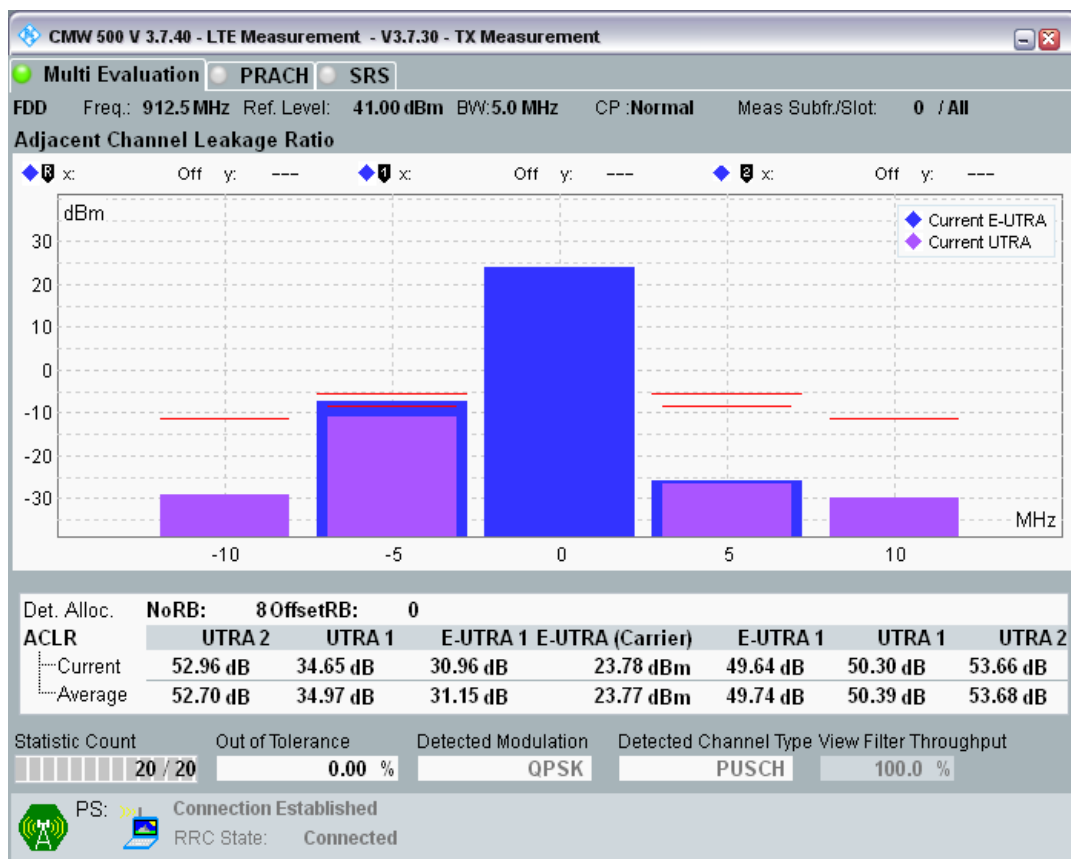 CMW 500 V 3.7.40 - LTE Measurement - V3.7.30 - TX Measurement
Multi Evaluation PRACH SRS
FDD Freq.: 912.5 MHz Ref. Level: 41.00 dBm BW:5.0 MHz CP :Normal Meas Subfr./Slot: 0 / All
Adjacent Channel Leakage Ratio
R x: Off y: --- 1 x: Off y: --- 2 x: Off y: ---
dBm
Current E-UTRA
Current UTRA
30
20
10
0
-10
-20
-30
MHz
-10 -5 0 5 10
Det. Alloc. NoRB: 8 OffsetRB: 0
ACLR UTRA 2 UTRA 1 E-UTRA 1 E-UTRA (Carrier) E-UTRA 1 UTRA 1 UTRA 2
Current 52.96 dB 34.65 dB 30.96 dB 23.78 dBm 49.64 dB 50.30 dB 53.66 dB
Average 52.70 dB 34.97 dB 31.15 dB 23.77 dBm 49.74 dB 50.39 dB 53.68 dB
Statistic Count Out of Tolerance Detected Modulation Detected Channel Type View Filter Throughput
20 / 20 0.00 % QPSK PUSCH 100.0 %
PS: Connection Established
RRC State: Connected